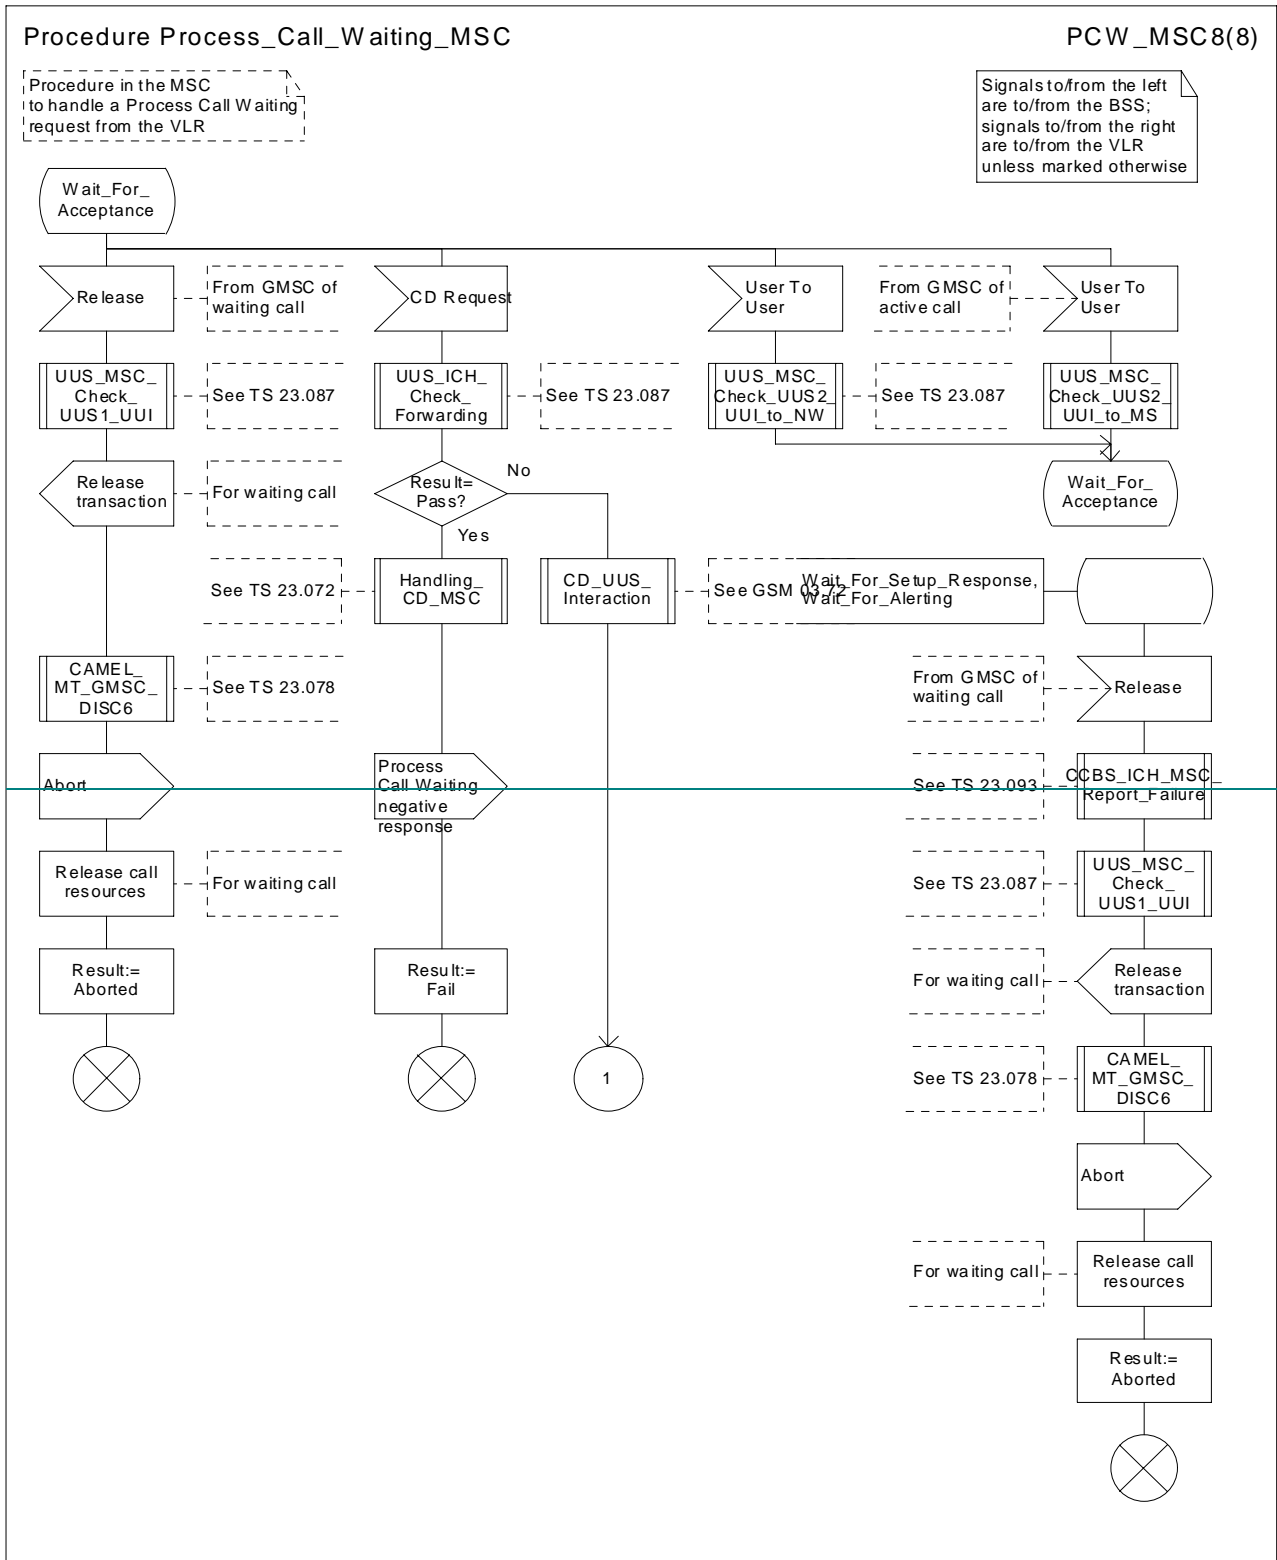 Procedure Process_Call_Waiting_MSC
PCW_MSC8(8)
Procedure in the MSC
to handle a Process Call Waiting
request from the VLR
Signals to/from the left
are to/from the BSS;
signals to/from the right
are to/from the VLR
unless marked otherwise
Wait_For_
Acceptance
Release
From GMSC of
waiting call
CD Request
User To
User
From GMSC of
active call
User To
User
UUS_MSC_
Check_
UUS1_UUI
See TS 23.087
UUS_ICH_
Check_
Forwarding
See TS 23.087
UUS_MSC_
Check_UUS2_
UUI_to_NW
See TS 23.087
UUS_MSC_
Check_UUS2_
UUI_to_MS
Release
transaction
For waiting call
Result=
Pass?
No
Yes
Wait_For_
Acceptance
See TS 23.072
Handling_
CD_MSC
CD_UUS_
Interaction
See GSM 03.72
Wait_For_Setup_Response,
Wait_For_Alerting
CAMEL_
MT_GMSC_
DISC6
See TS 23.078
From GMSC of
waiting call
Release
Abort
Process
Call Waiting
negative
response
See TS 23.093
CCBS_ICH_MSC_
Report_Failure
Release call
resources
For waiting call
See TS 23.087
UUS_MSC_
Check_
UUS1_UUI
Result:=
Aborted
Result:=
Fail
For waiting call
Release
transaction
1
See TS 23.078
CAMEL_
MT_GMSC_
DISC6
Abort
For waiting call
Release call
resources
Result:=
Aborted